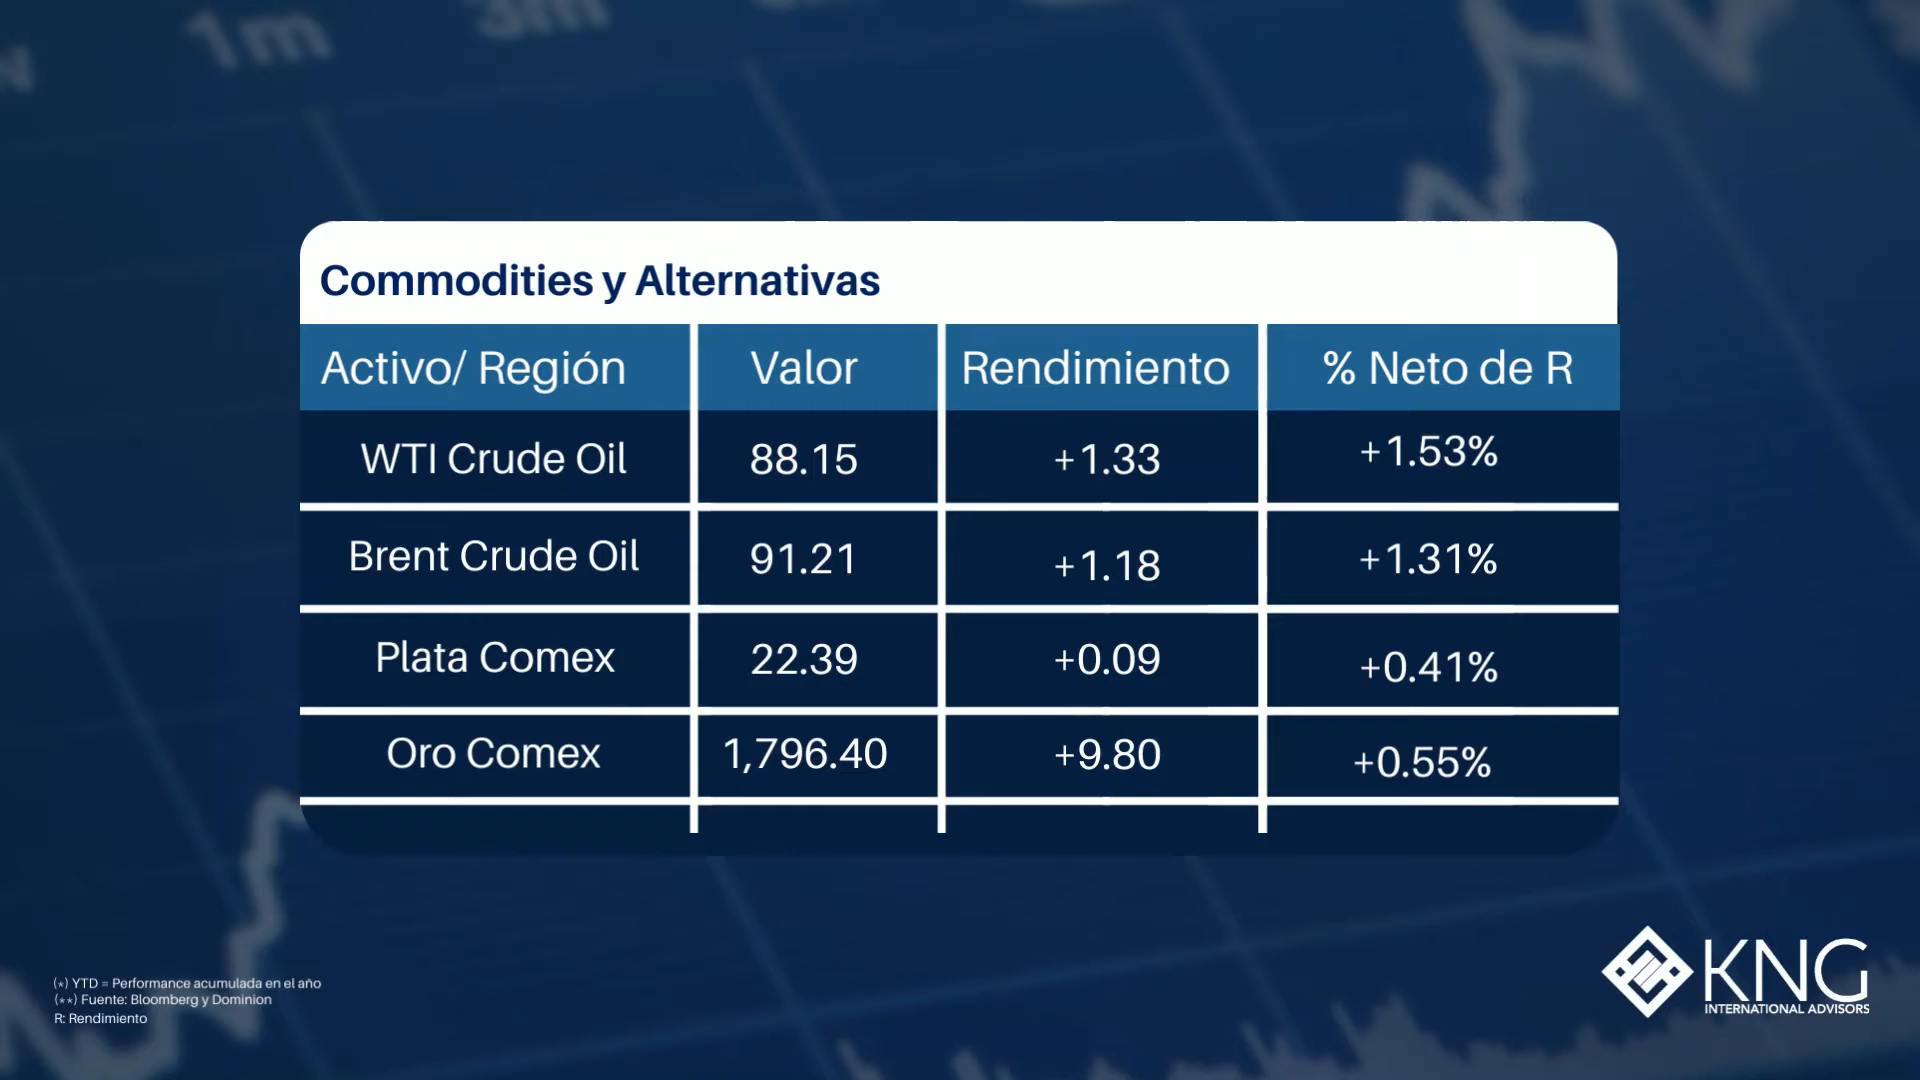 1m 3m
Commodities y Alternativas
Activo/ Región Valor Rendimiento % Neto de R
WTI Crude Oil 88.15 +1.33 +1.53%
Brent Crude Oil 91.21 +1.18 +1.31%
Plata Comex 22.39 +0.09 +0.41%
Oro Comex 1,796.40 +9.80 +0.55%
(*) YTD = Performance acumulada en el año
(**) Fuente: Bloomberg y Dominion
R: Rendimiento
KNG
INTERNATIONAL ADVISORS